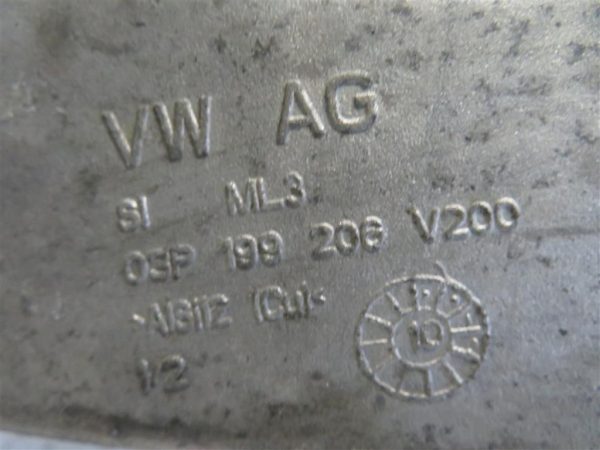 VW AG
SI ML3
03P 199 206 V200
>AlSi12 (Cu)<
1/2
10